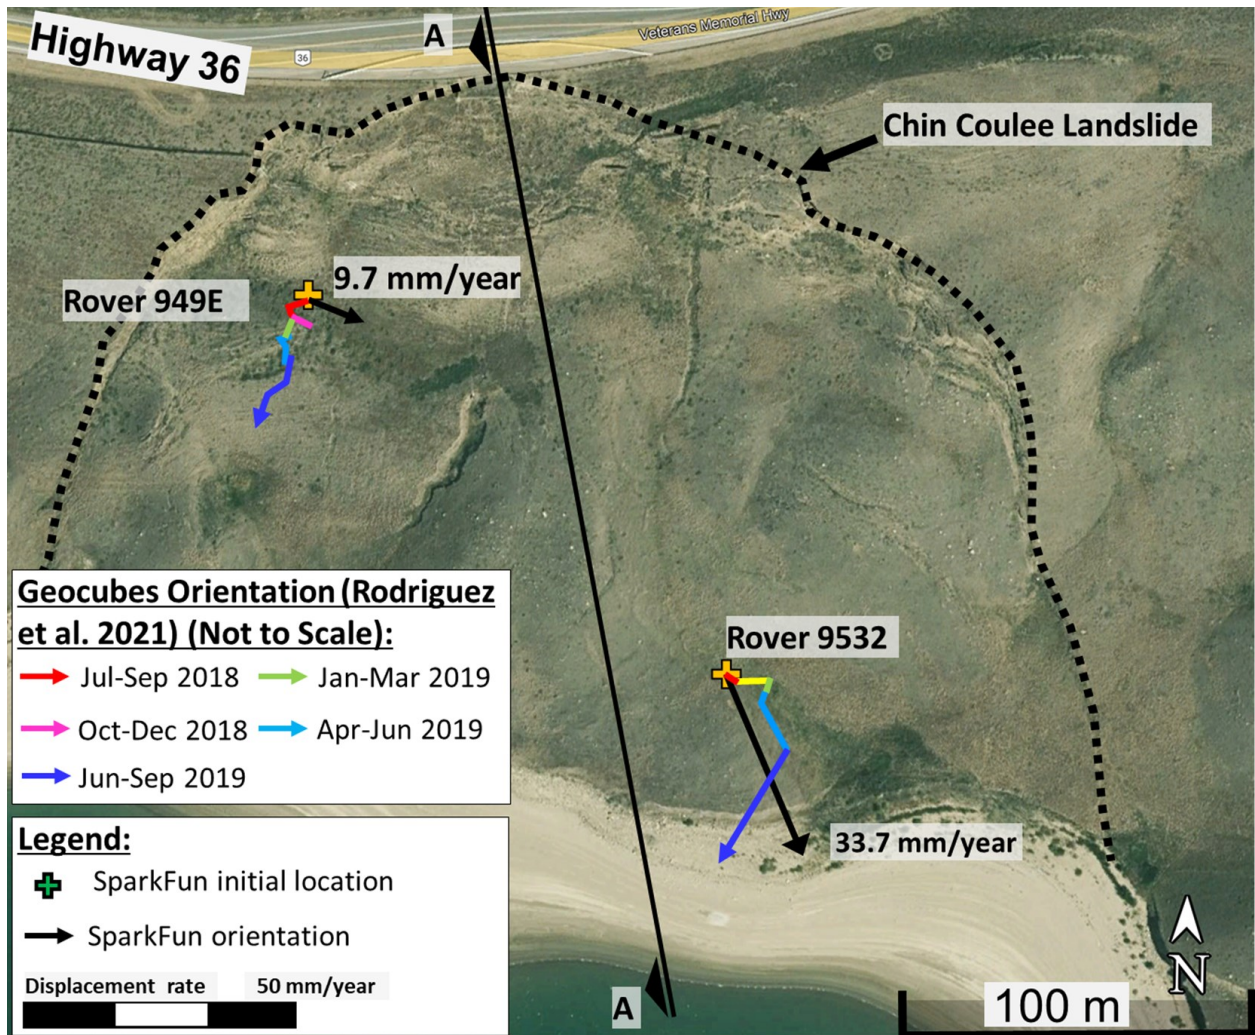 Highway 36
36
Veterans Memorial Hwy
A
Chin Coulee Landslide
9.7 mm/year
Rover 949E
Geocubes Orientation (Rodriguez
et al. 2021) (Not to Scale):
Jul-Sep 2018
Jan-Mar 2019
Oct-Dec 2018
Apr-Jun 2019
Jun-Sep 2019
Rover 9532
33.7 mm/year
Legend:
SparkFun initial location
SparkFun orientation
Displacement rate 50 mm/year
A
N
100 m